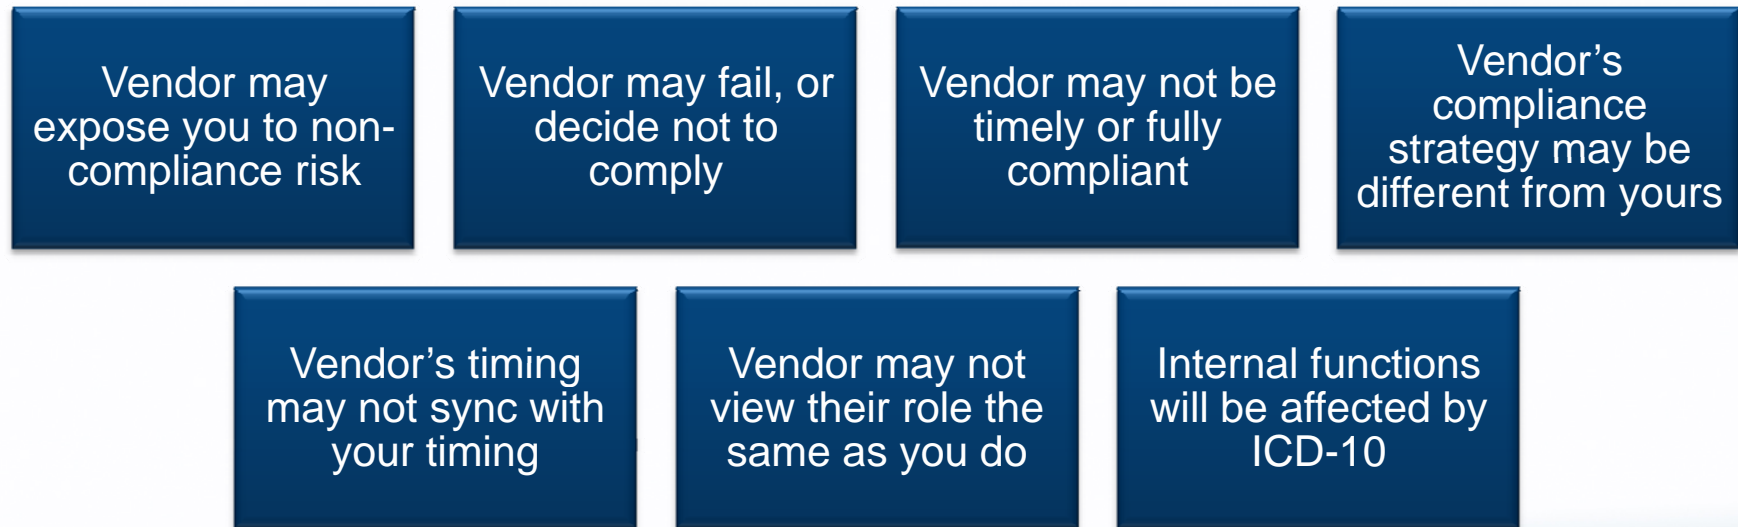 Vendor may
expose you to non-
compliance risk
Vendor may fail, or
decide not to
comply
Vendor may not be
timely or fully
compliant
Vendor’s
compliance
strategy may be
different from yours
Vendor’s timing
may not sync with
your timing
Vendor may not
view their role the
same as you do
Internal functions
will be affected by
ICD-10